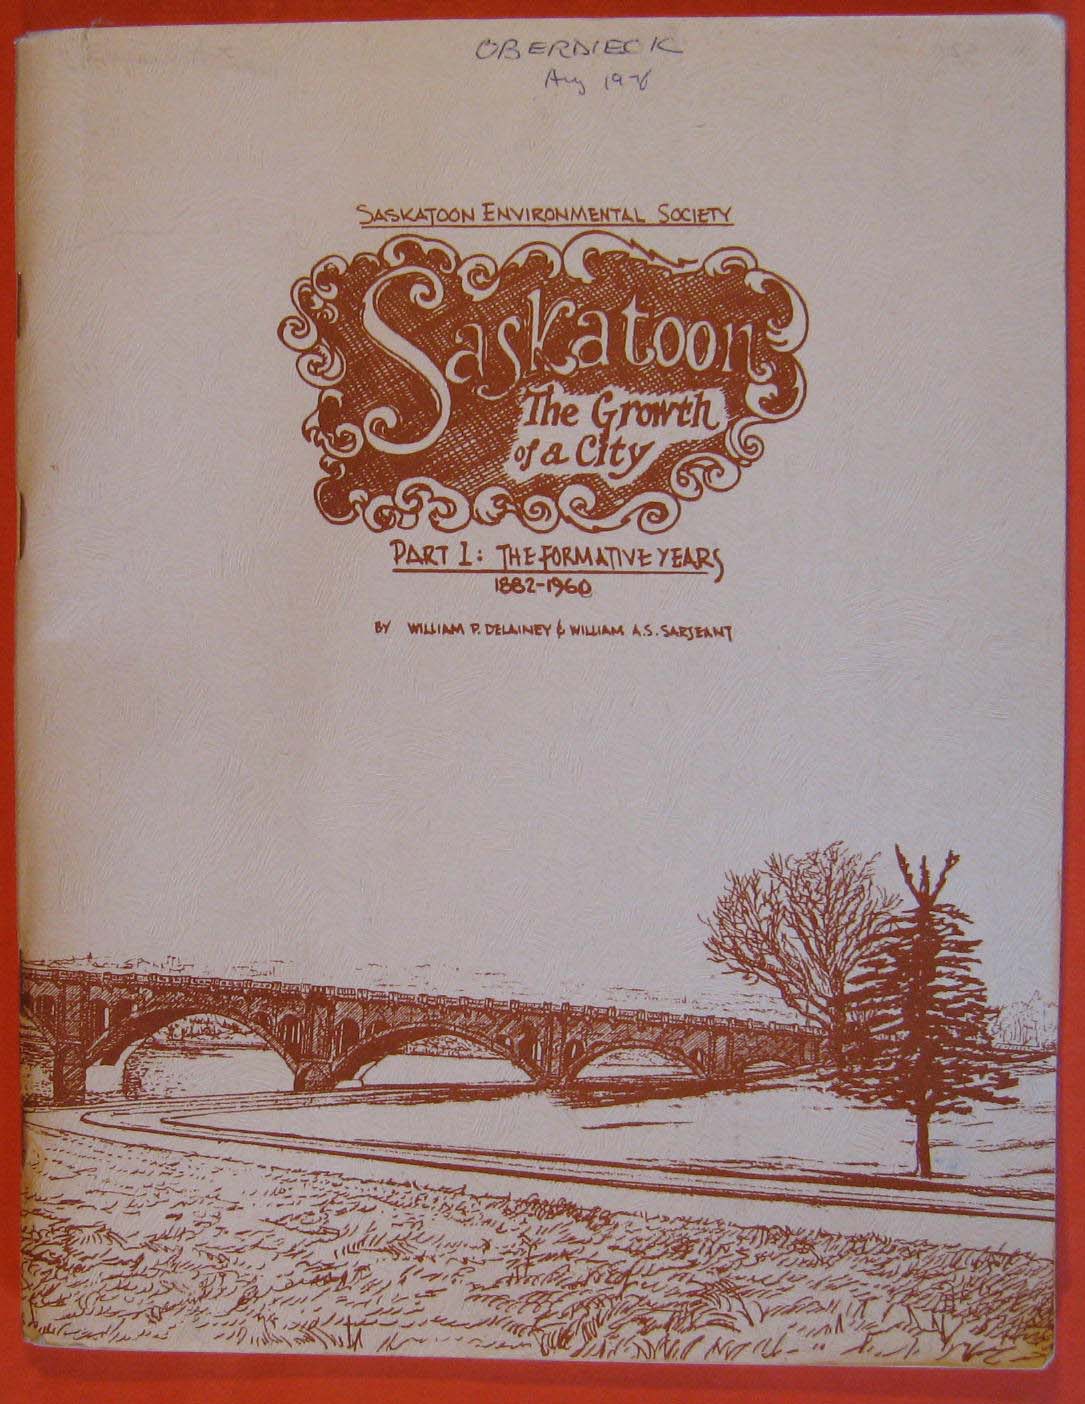 OBERDIECK
Aug 1978
SASKATOON ENVIRONMENTAL SOCIETY
Saskatoon
The Growth
of a City
PART I: THE FORMATIVE YEARS
1882-1960
BY WILLIAM P. DELAINEY & WILLIAM A.S. SARJEANT